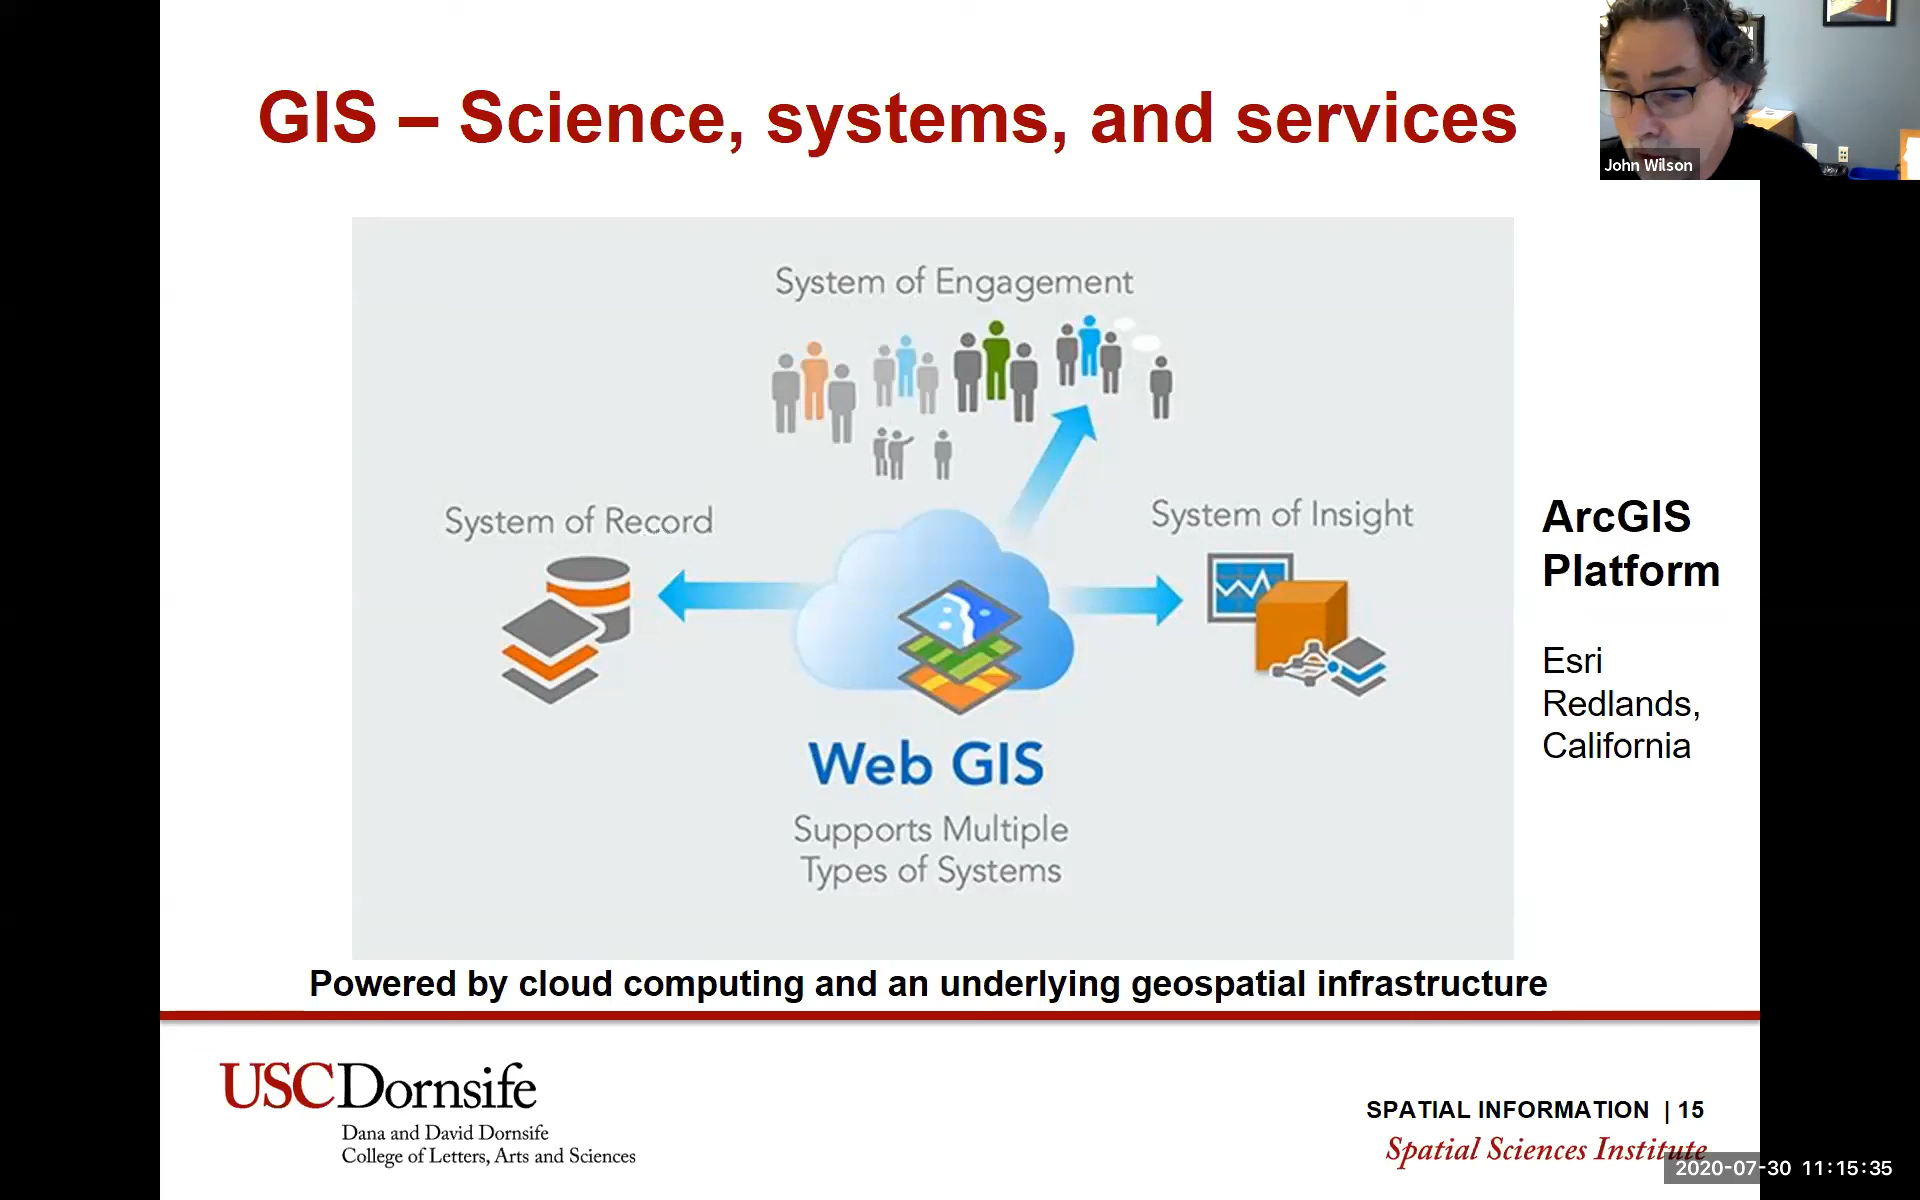 GIS – Science, systems, and services
John Wilson
System of Engagement
System of Record
System of Insight
ArcGIS
Platform
Esri
Redlands,
California
Web GIS
Supports Multiple
Types of Systems
Powered by cloud computing and an underlying geospatial infrastructure
USCDornsife
Dana and David Dornsife
College of Letters, Arts and Sciences
SPATIAL INFORMATION | 15
Spatial Sciences Institute
2020-07-30 11:15:35